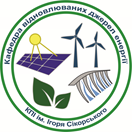 Кафедра відновлюваних джерел енергії
КПІ ім. Ігоря Сікорського